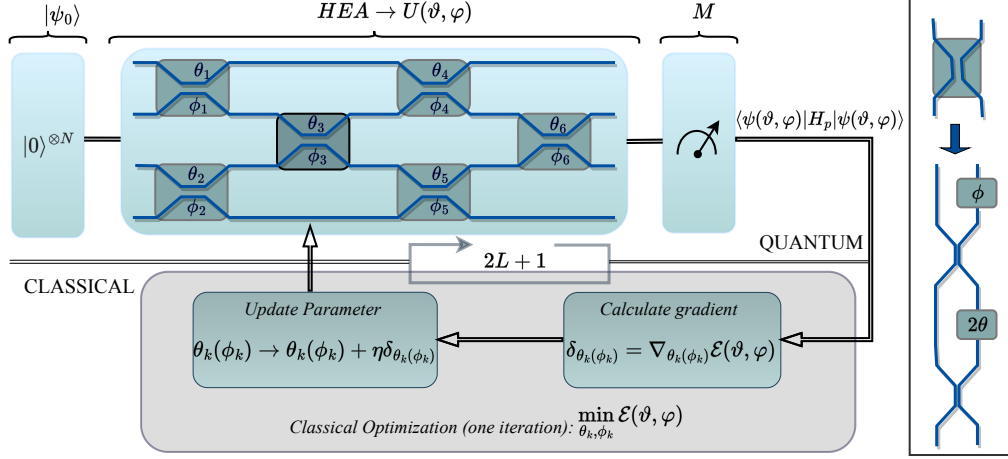 |ψ₀⟩
HEA → U(ϑ, φ)
M
|0⟩^{⊗N}
θ₁
ϕ₁
θ₂
ϕ₂
θ₃
ϕ₃
θ₄
ϕ₄
θ₅
ϕ₅
θ₆
ϕ₆
⟨ψ(ϑ, φ)|H_p|ψ(ϑ, φ)⟩
QUANTUM
CLASSICAL
2L + 1
Update Parameter
θ_k(ϕ_k) → θ_k(ϕ_k) + ηδ_{θ_k(ϕ_k)}
Calculate gradient
δ_{θ_k(ϕ_k)} = ∇_{θ_k(ϕ_k)} ℰ(ϑ, φ)
Classical Optimization (one iteration): min_{θ_k, ϕ_k} ℰ(ϑ, φ)
ϕ
2θ